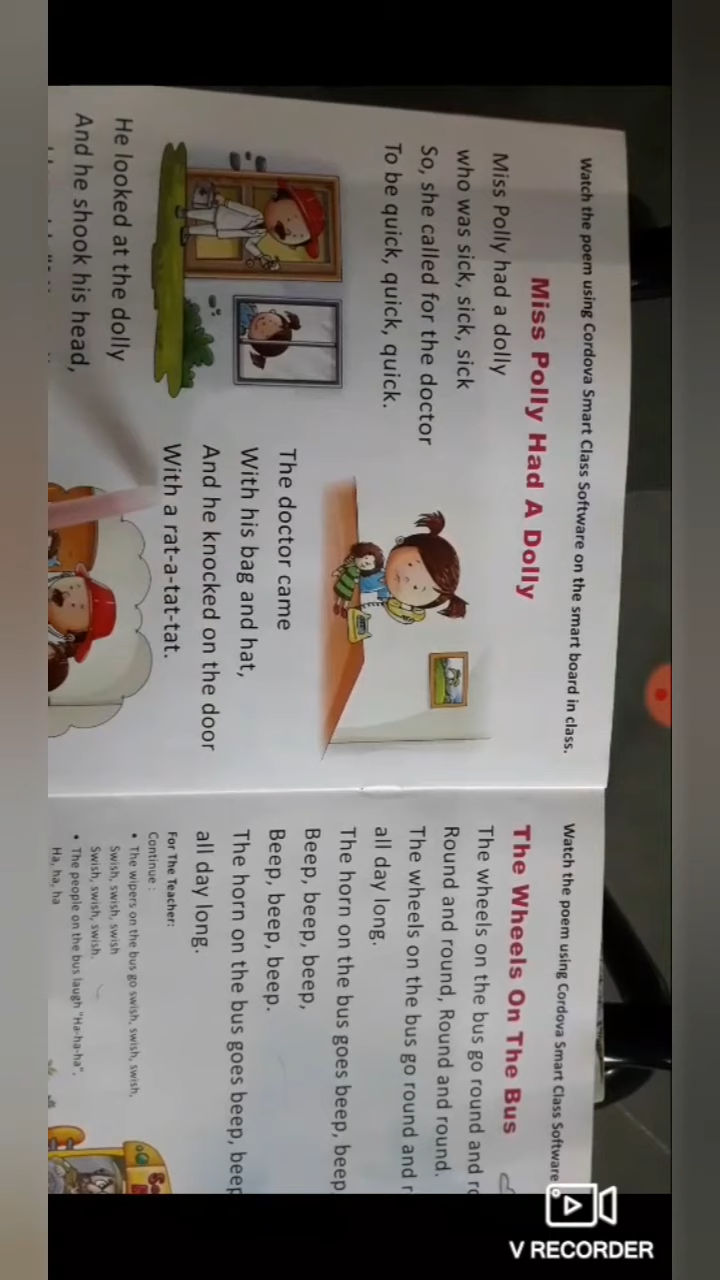 Watch the poem using Cordova Smart Class Software on the smart board in class.
Miss Polly Had A Dolly
Miss Polly had a dolly
who was sick, sick, sick
So, she called for the doctor
To be quick, quick, quick.
The doctor came
With his bag and hat,
And he knocked on the door
With a rat-a-tat-tat.
He looked at the dolly
And he shook his head,
Watch the poem using Cordova Smart Class Software
The Wheels On The Bus
The wheels on the bus go round and
Round and round, Round and round.
The wheels on the bus go round and
all day long.
The horn on the bus goes beep, beep
Beep, beep, beep,
Beep, beep, beep.
The horn on the bus goes beep, beep
all day long.
For The Teacher:
Continue :
• The wipers on the bus go swish, swish, swish,
Swish, swish, swish
Swish, swish, swish.
• The people on the bus laugh "Ha-ha-ha".
Ha, ha, ha
V RECORDER